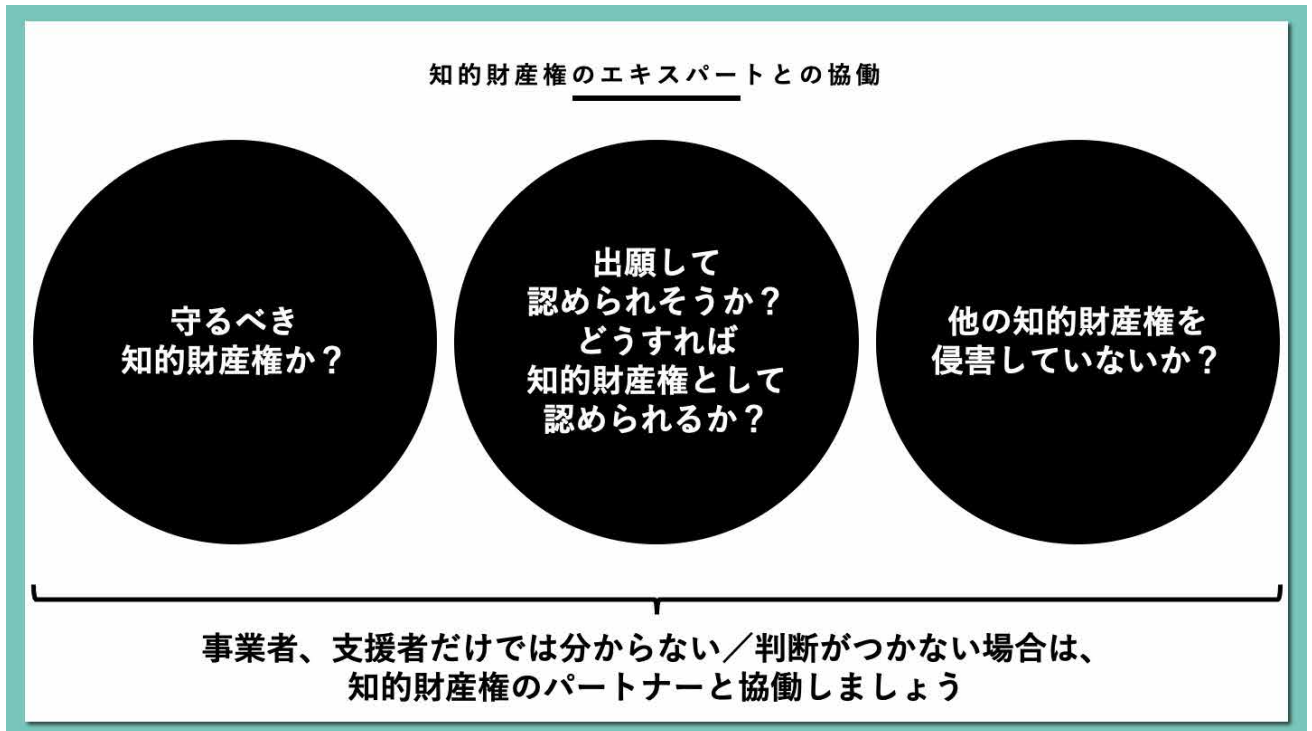 知的財産権のエキスパートとの協働
守るべき
知的財産権か？
出願して
認められそうか？
どうすれば
知的財産権として
認められるか？
他の知的財産権を
侵害していないか？
事業者、支援者だけでは分からない／判断がつかない場合は、
知的財産権のパートナーと協働しましょう